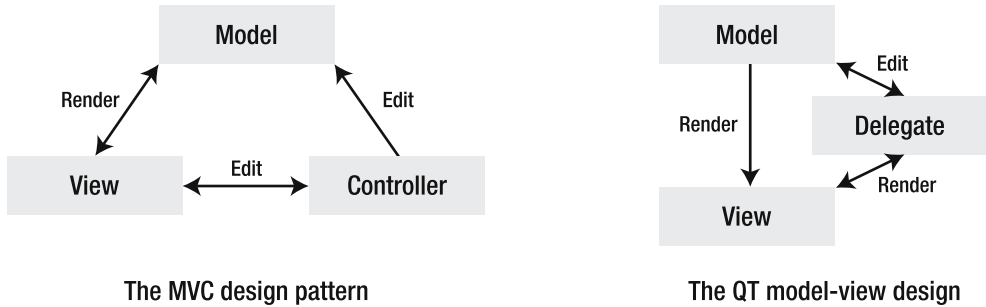 Model
Render
Edit
View
Edit
Controller
The MVC design pattern
Model
Edit
Render
Delegate
Render
View
The QT model-view design